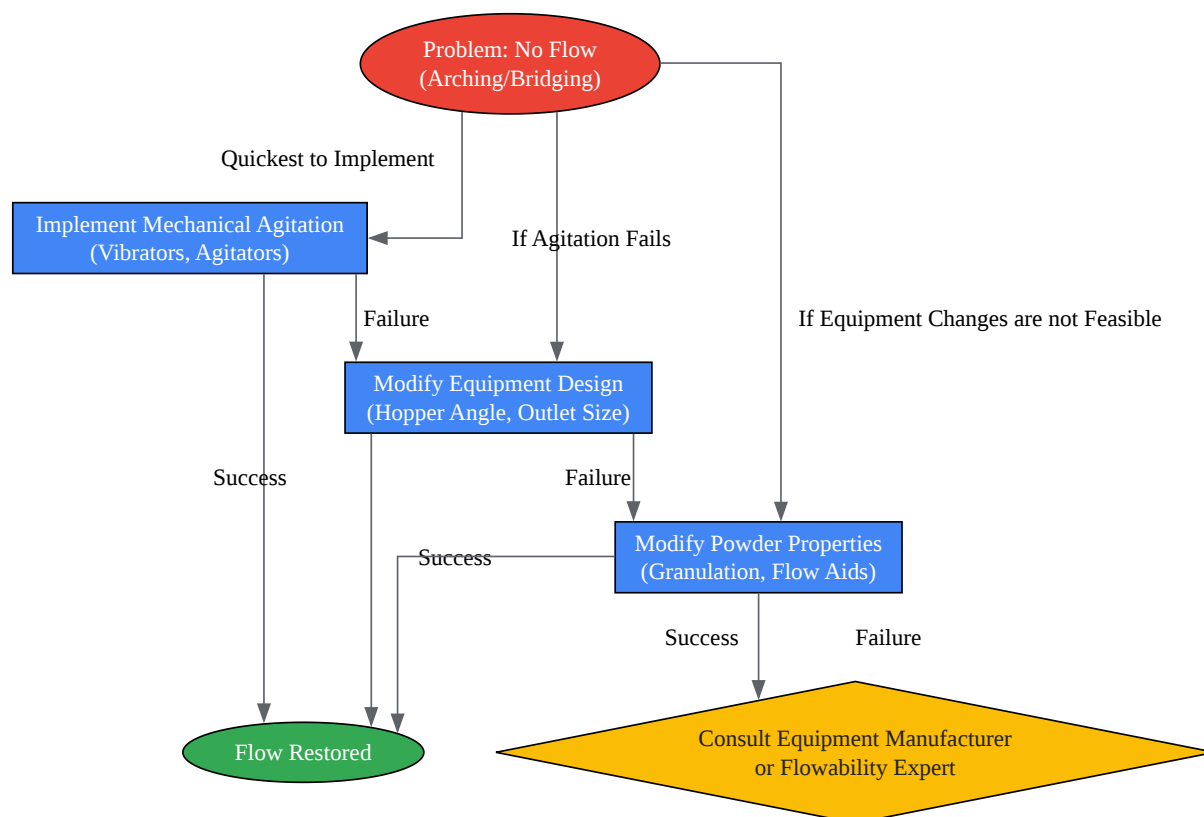 Problem: No Flow
(Arching/Bridging)
Quickest to Implement
Implement Mechanical Agitation
(Vibrators, Agitators)
If Agitation Fails
Failure
If Equipment Changes are not Feasible
Modify Equipment Design
(Hopper Angle, Outlet Size)
Success
Failure
Modify Powder Properties
(Granulation, Flow Aids)
Success
Success
Failure
Flow Restored
Consult Equipment Manufacturer
or Flowability Expert